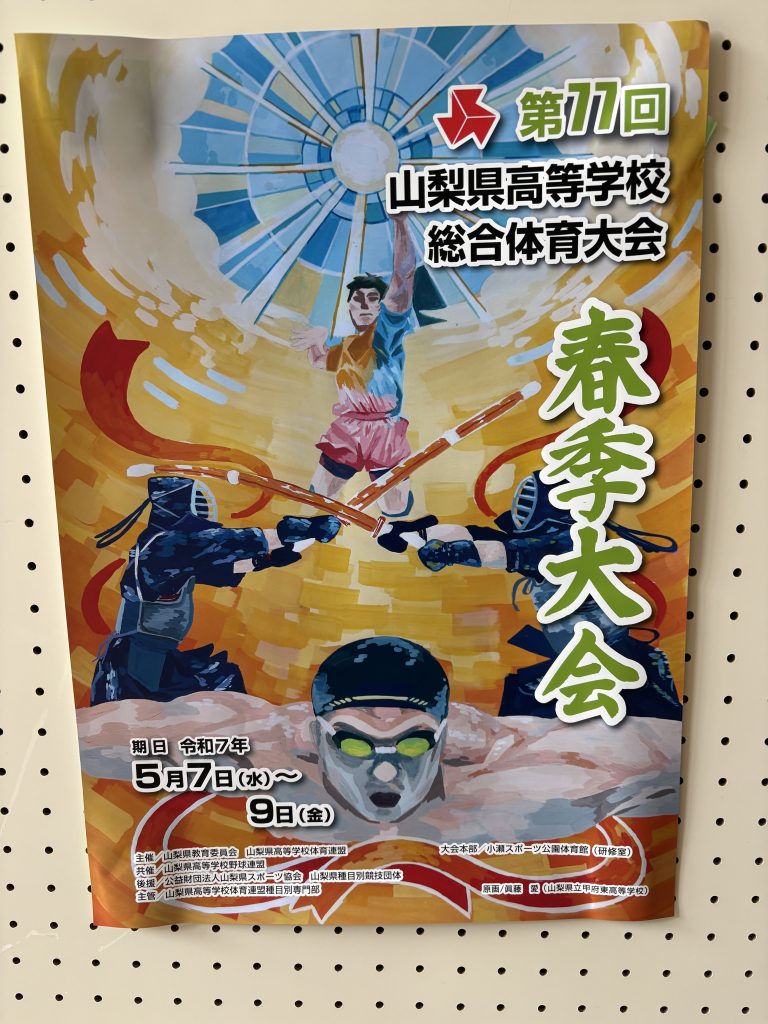 第77回
山梨県高等学校
総合体育大会
春季大会
期日 令和7年
5月7日(水)～
9日(金)
主催／山梨県教育委員会 山梨県高等学校体育連盟
共催／山梨県高等学校野球連盟
後援／公益財団法人山梨県スポーツ協会 山梨県種目別競技団体
主管／山梨県高等学校体育連盟種目別専門部
大会本部／小瀬スポーツ公園体育館（研修室）
原画／眞藤 愛（山梨県立甲府東高等学校）